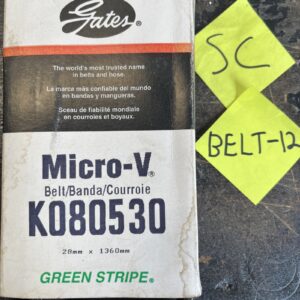 Gates
The world's most trusted name
in belts and hose.
La marca más confiable del mundo
en bandas y mangueras.
Sceau de fiabilité mondiale
en courroies et boyaux.
Micro-V®
Belt/Banda/Courroie
K080530
28mm x 1360mm
GREEN STRIPE®
SC
BELT-12